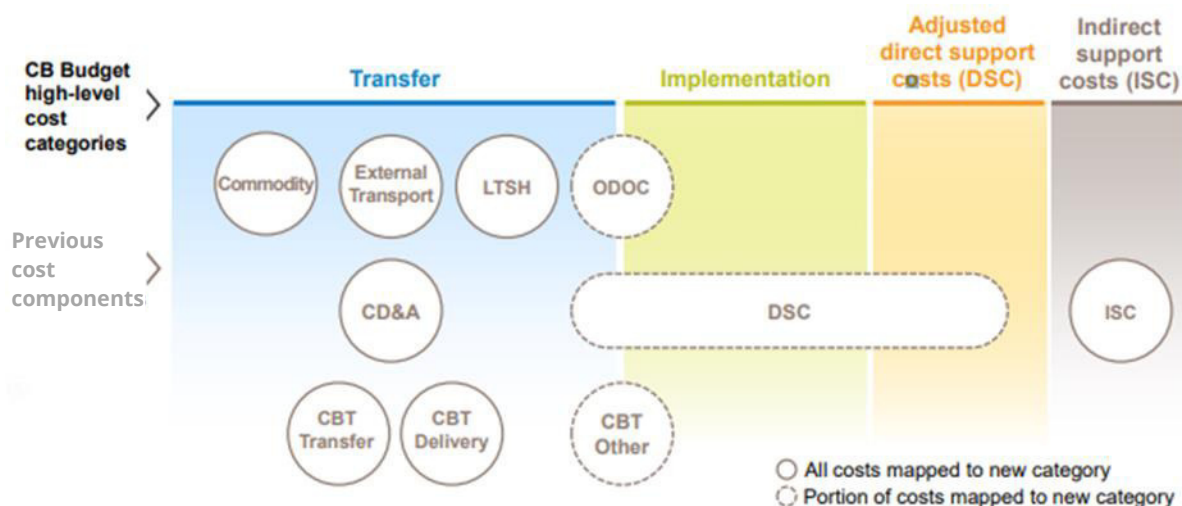 CB Budget
high-level
cost
categories
Transfer
Implementation
Adjusted
direct support
costs (DSC)
Indirect
support
costs (ISC)
Previous
cost
components
Commodity
External
Transport
LTSH
ODOC
CD&A
DSC
ISC
CBT
Transfer
CBT
Delivery
CBT
Other
All costs mapped to new category
Portion of costs mapped to new category